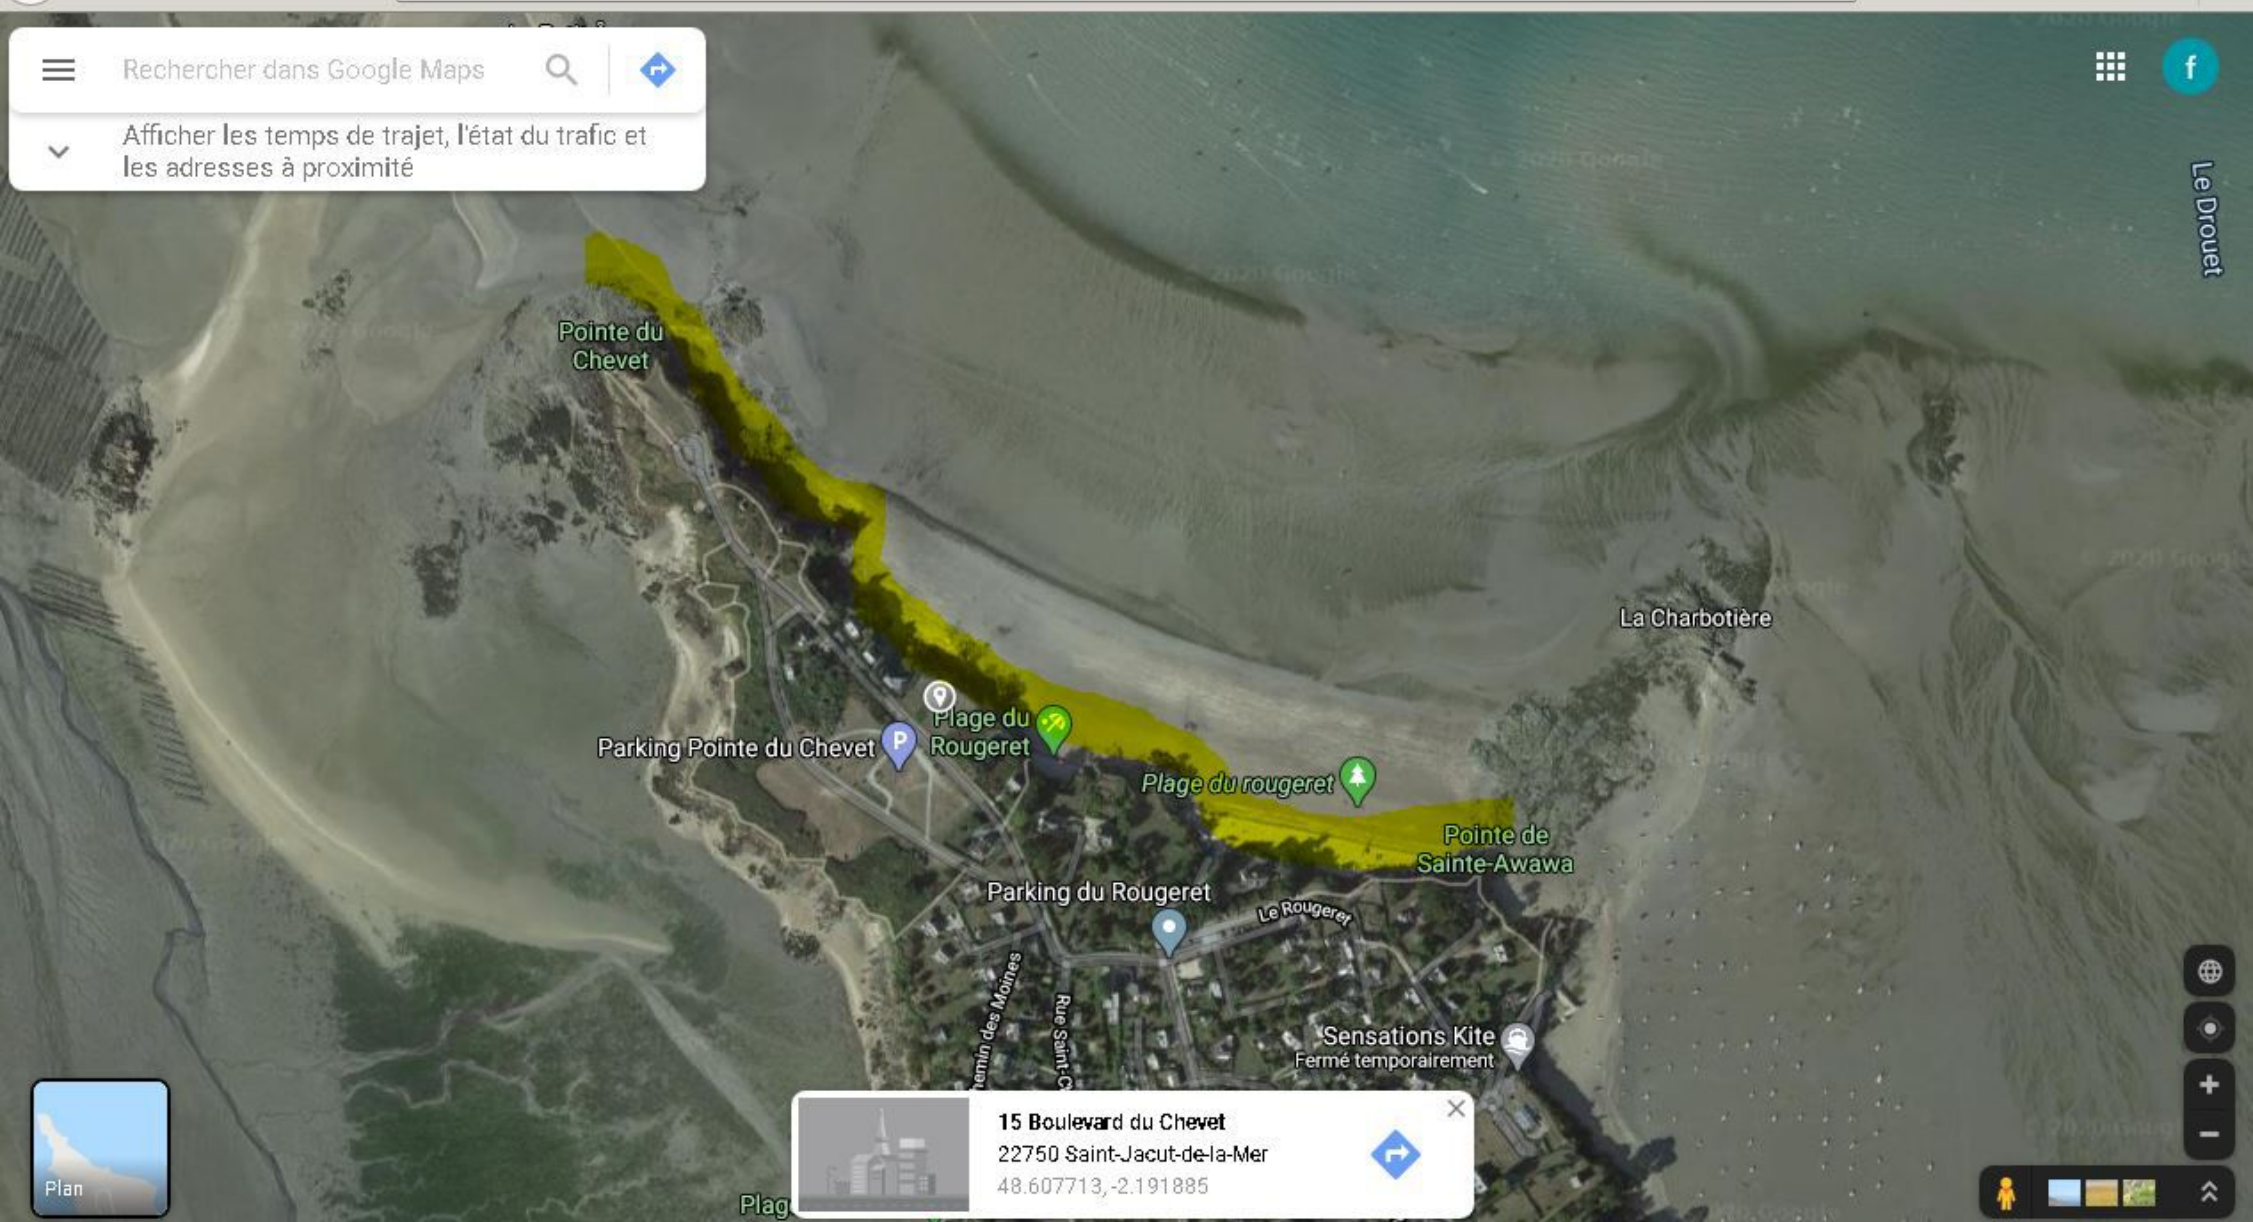 Rechercher dans Google Maps
f
Afficher les temps de trajet, l'état du trafic et
les adresses à proximité
© 2020 Google
Le Drouet
Pointe du
Chevet
La Charbotière
Plage du
Rougeret
P
Parking Pointe du Chevet
Plage du rougeret
Pointe de
Sainte-Awawa
Parking du Rougeret
Le Rougeret
Sensations Kite
Fermé temporairement
15 Boulevard du Chevet
22750 Saint-Jacut-de-la-Mer
48.607713, -2.191885
Plan